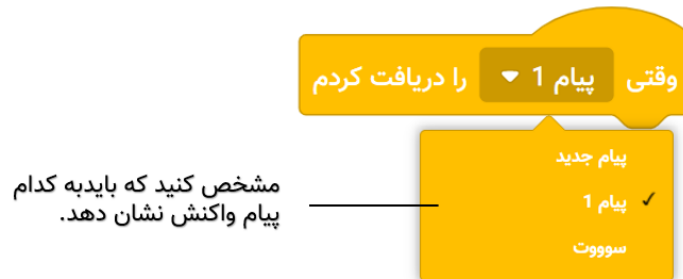 وقتی پیام 1 را دریافت کردم
پیام جدید
✓ پیام 1
سوووت
مشخص کنید که بایدبه کدام
پیام واکنش نشان دهد.